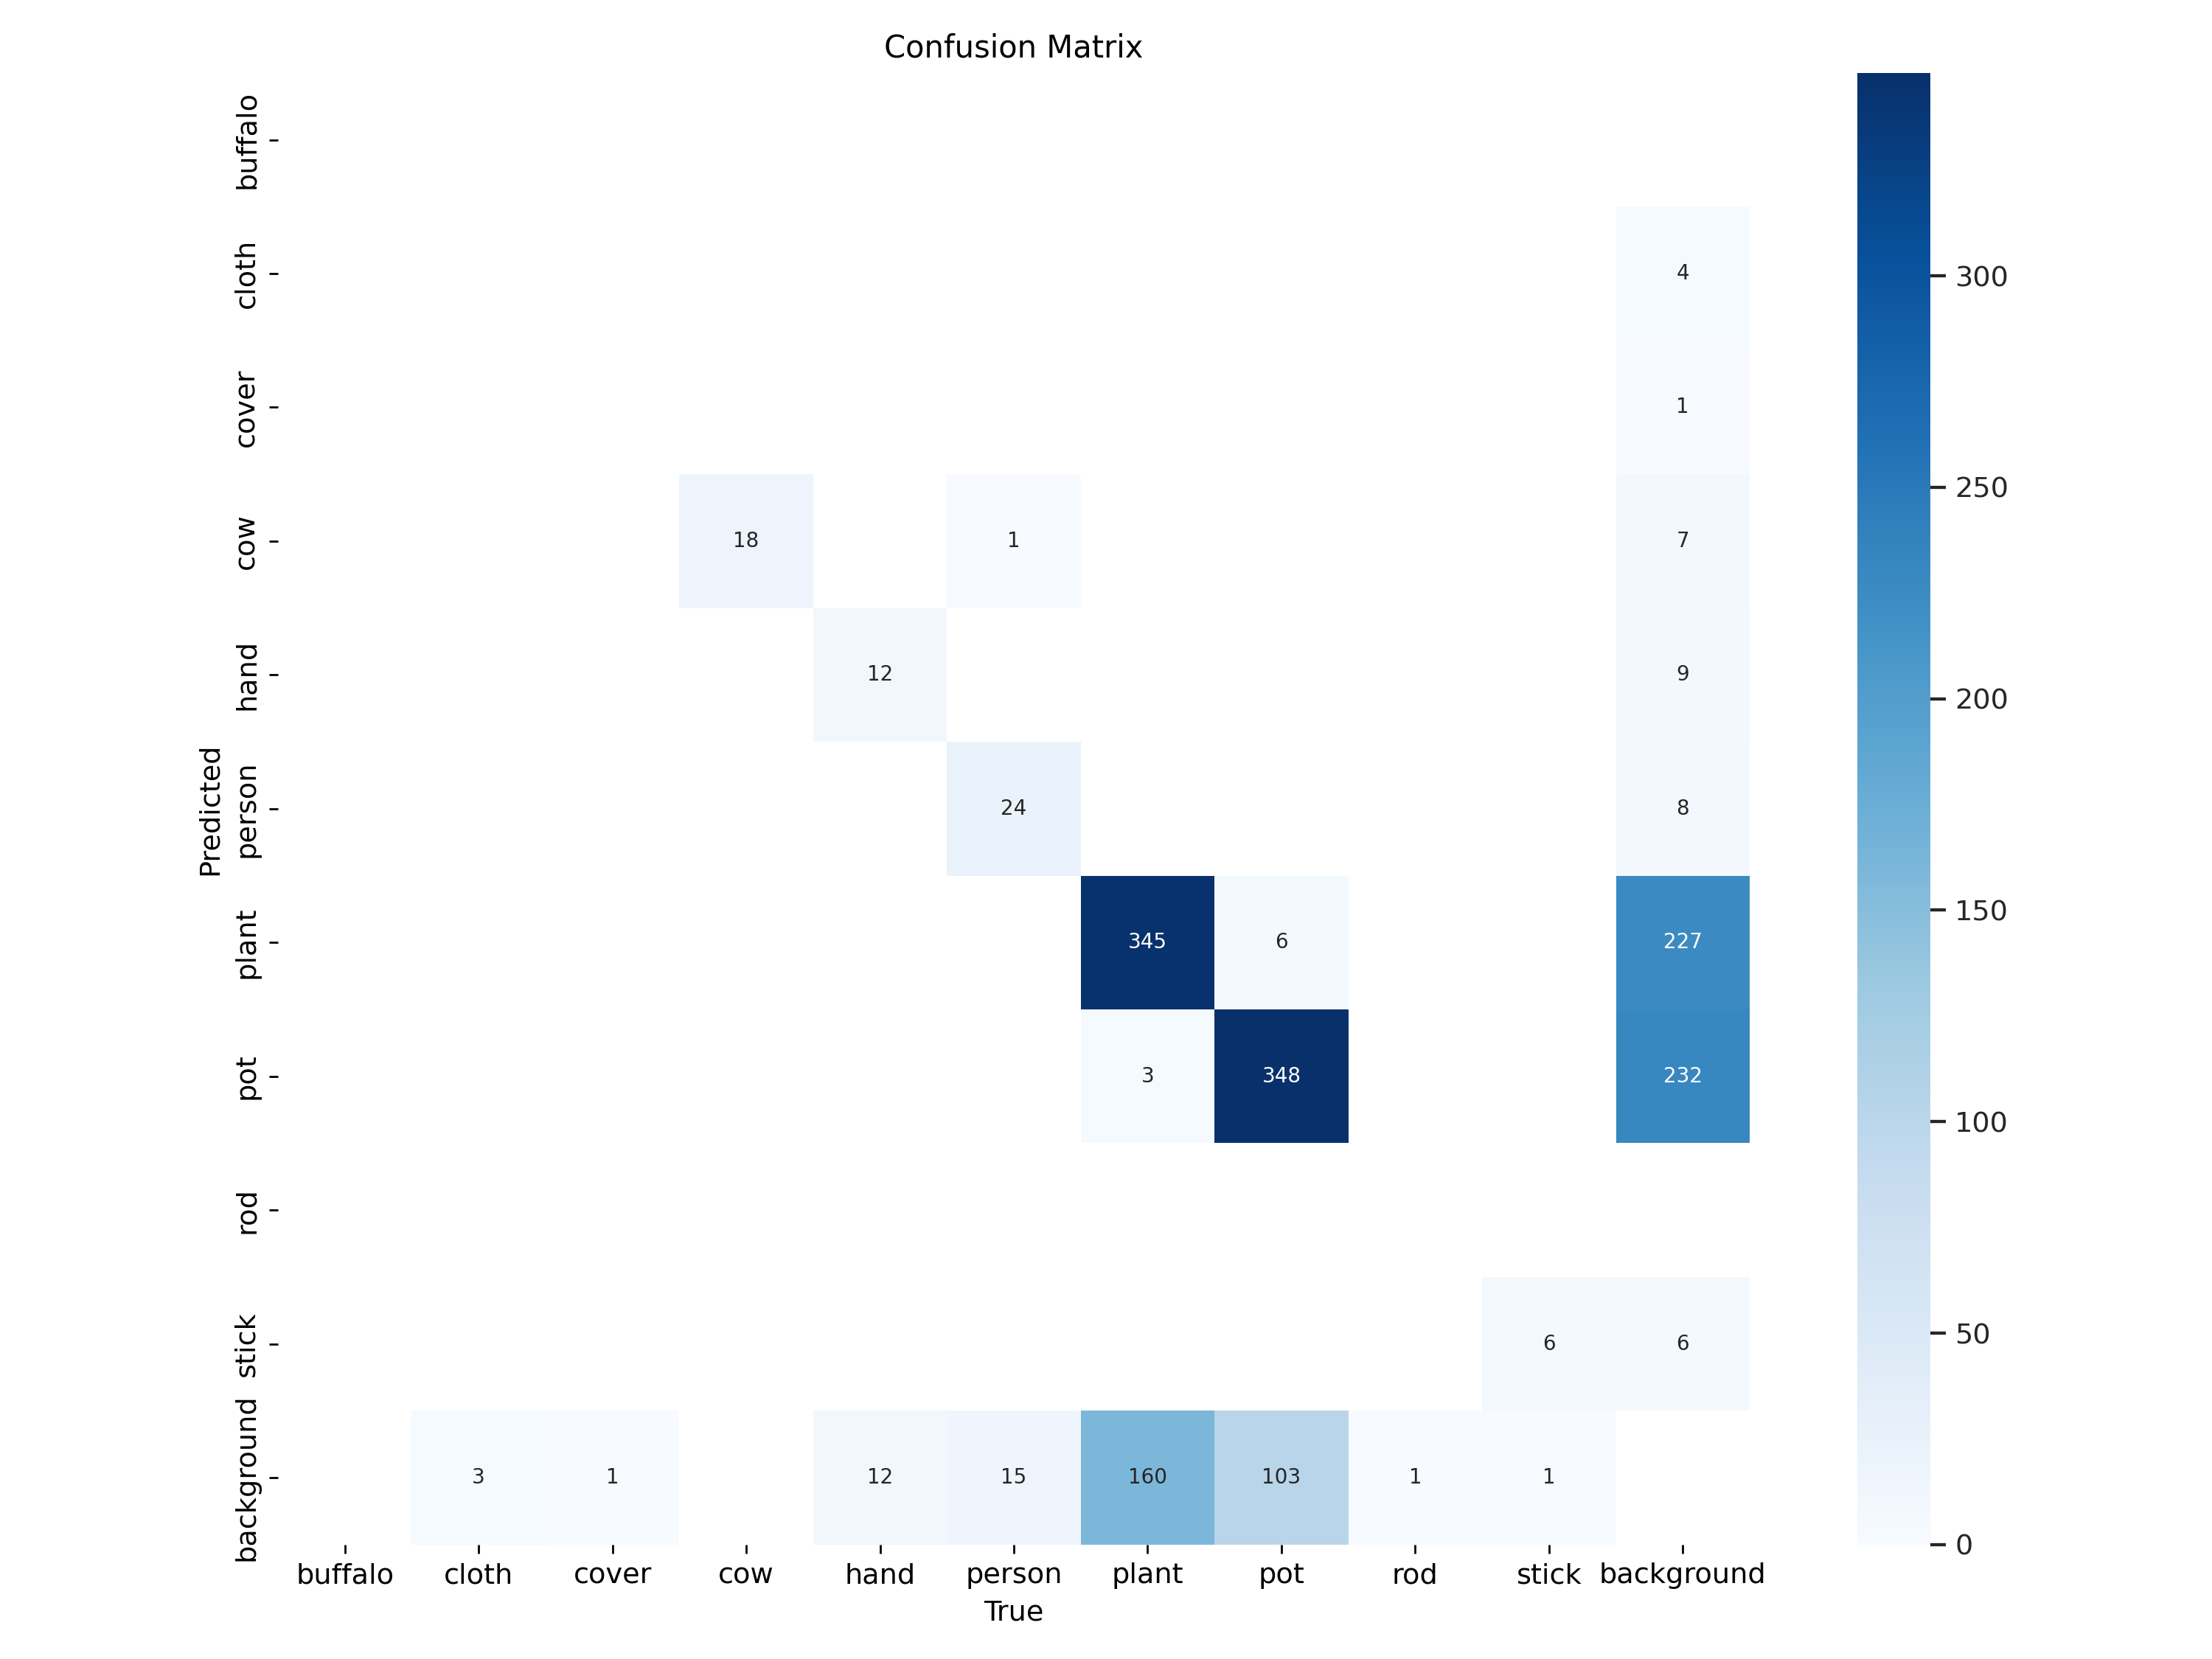 Confusion Matrix
buffalo
cloth 4
cover 1
cow 18 1 7
hand 12 9
person 24 8
plant 345 6 227
pot 3 348 232
rod
stick 6 6
background 3 1 12 15 160 103 1 1
buffalo cloth cover cow hand person plant pot rod stick background
True
Predicted
300
250
200
150
100
50
0